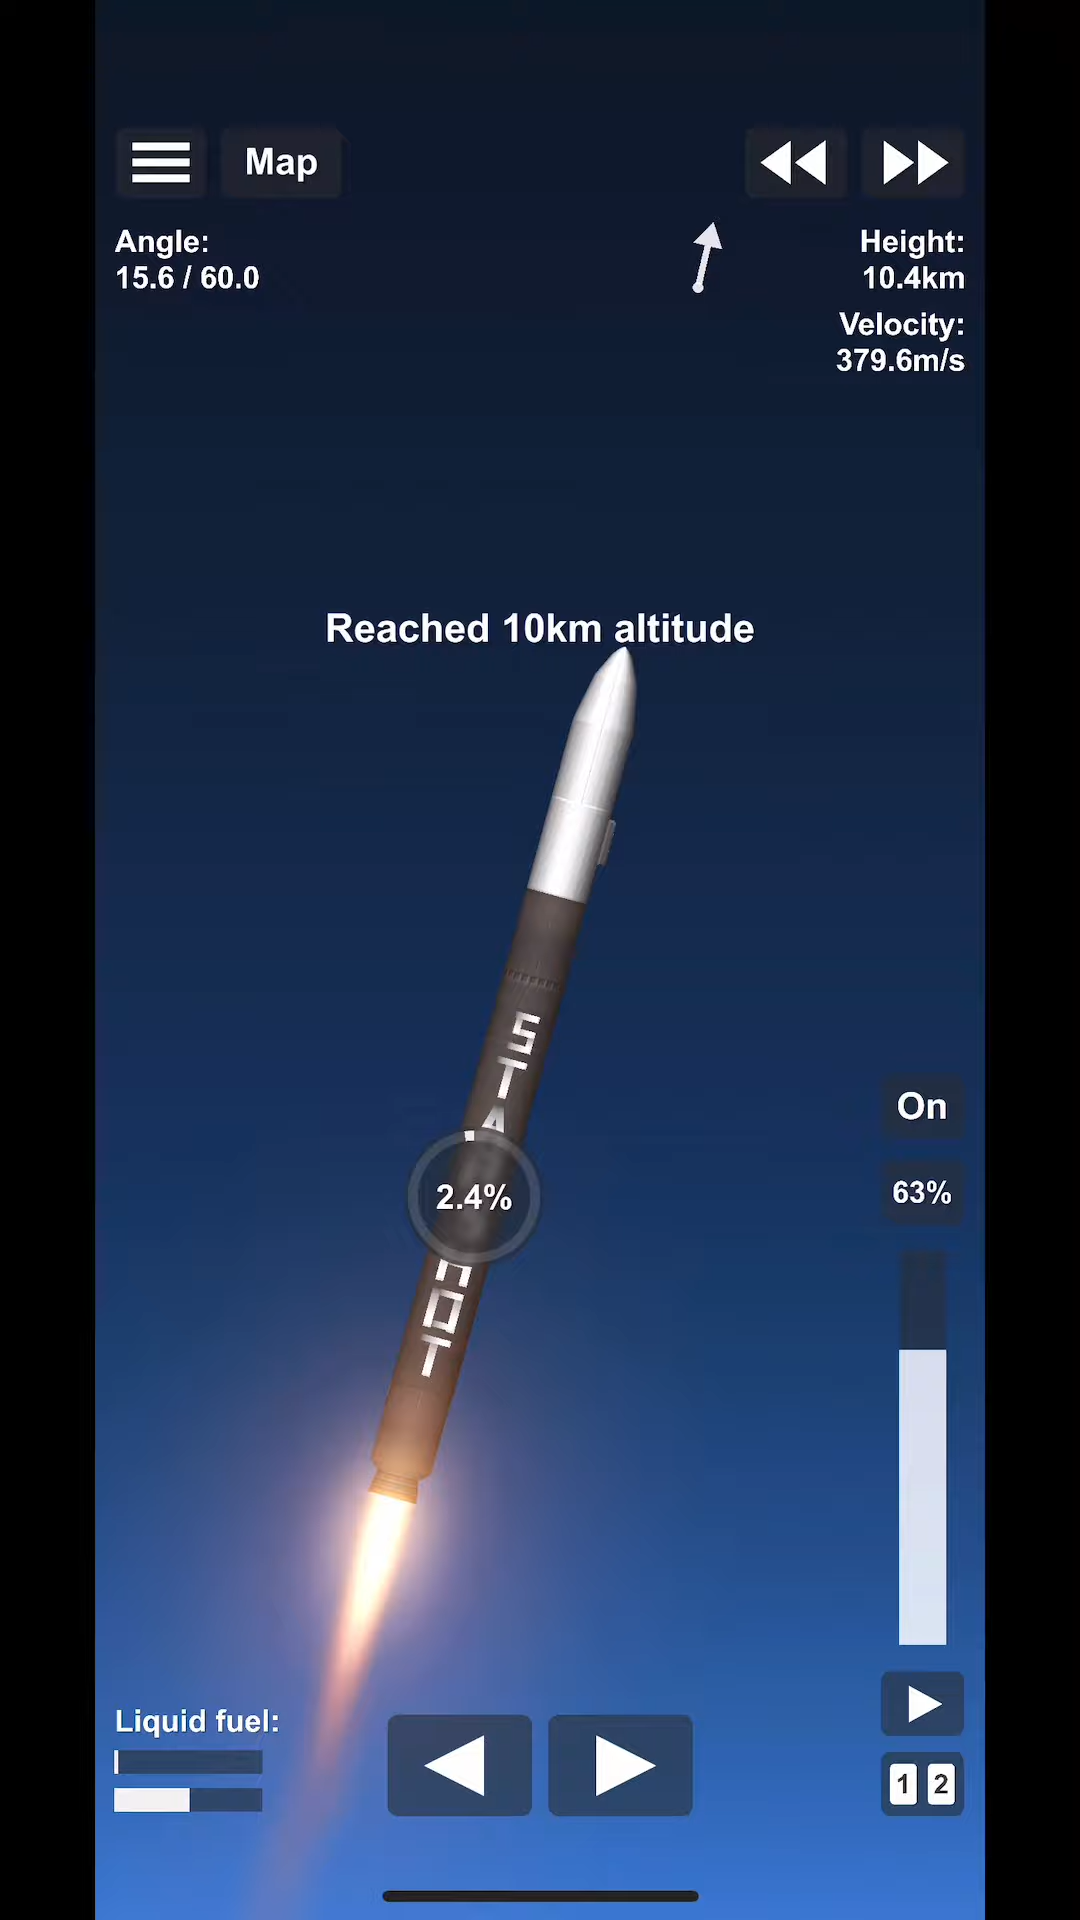 Map
Angle:
15.6 / 60.0
Height:
10.4km
Velocity:
379.6m/s
Reached 10km altitude
On
2.4%
63%
Liquid fuel:
1 2